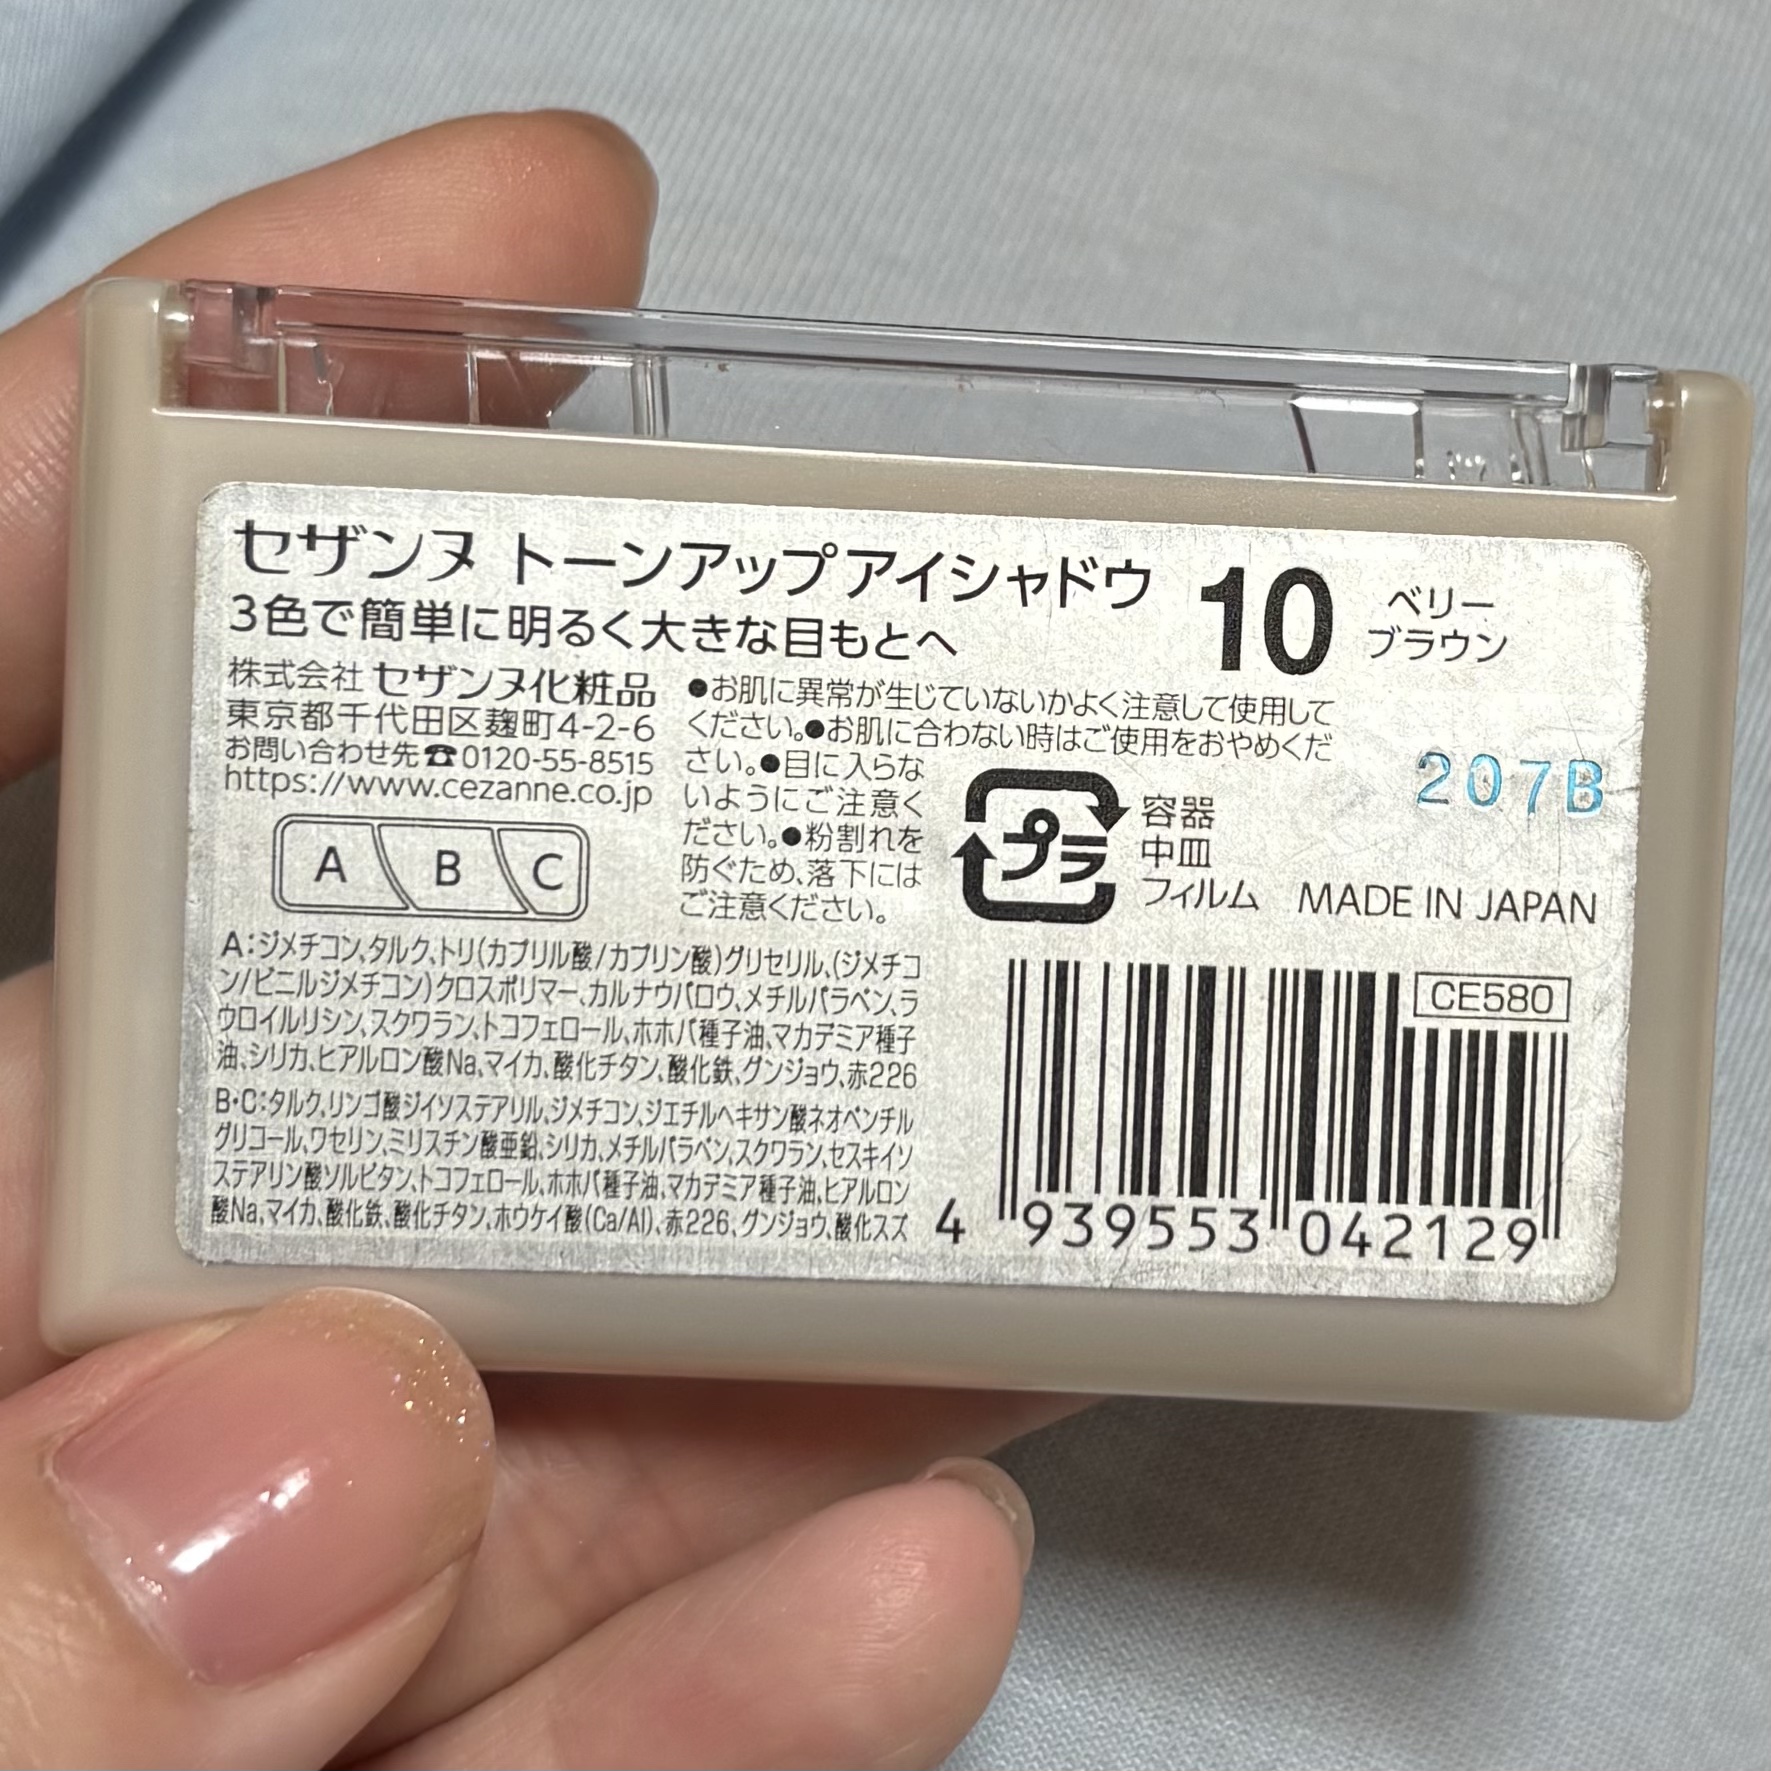 セザンヌ トーンアップアイシャドウ 10 ベリー
ブラウン
3色で簡単に明るく大きな目もとへ
株式会社 セザンヌ化粧品
東京都千代田区麹町4-2-6
お問い合わせ先☎0120-55-8515
https://www.cezanne.co.jp
A B C
●お肌に異常が生じていないかよく注意して使用して
ください。●お肌に合わない時はご使用をおやめくだ
さい。●目に入らな
いようにご注意く
ださい。●粉割れを
防ぐため、落下には
ご注意ください。
プラ
容器
中皿
フィルム
207B
MADE IN JAPAN
A:ジメチコン、タルク、トリ(カプリル酸/カプリン酸)グリセリル、(ジメチコ
ン/ビニルジメチコン)クロスポリマー、カルナウバロウ、メチルパラベン、ラ
ウロイルリシン、スクワラン、トコフェロール、ホホバ種子油、マカデミア種子
油、シリカ、ヒアルロン酸Na、マイカ、酸化チタン、酸化鉄、グンジョウ、赤226
B・C:タルク、リンゴ酸ジイソステアリル、ジメチコン、ジエチルヘキサン酸ネオペンチル
グリコール、ワセリン、ミリスチン酸亜鉛、シリカ、メチルパラベン、スクワラン、セスキイソ
ステアリン酸ソルビタン、トコフェロール、ホホバ種子油、マカデミア種子油、ヒアルロン
酸Na、マイカ、酸化鉄、酸化チタン、ホウケイ酸(Ca/Al)、赤226、グンジョウ、酸化スズ
CE580
4 939553 042129